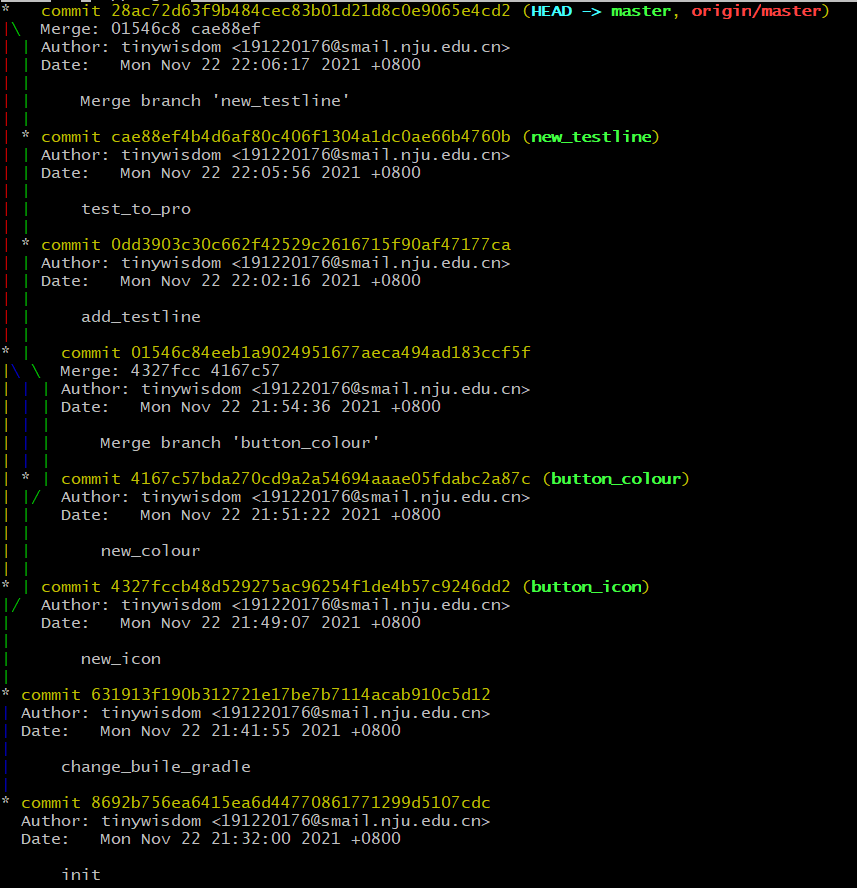 *   commit 28ac72d63f9b484cec83b01d21d8c0e9065e4cd2 (HEAD -> master, origin/master)
|\  Merge: 01546c8 cae88ef
| | Author: tinywisdom <191220176@smail.nju.edu.cn>
| | Date:   Mon Nov 22 22:06:17 2021 +0800
| |
| |     Merge branch 'new_testline'
| |
| * commit cae88ef4b4d6af80c406f1304a1dc0ae66b4760b (new_testline)
| | Author: tinywisdom <191220176@smail.nju.edu.cn>
| | Date:   Mon Nov 22 22:05:56 2021 +0800
| |
| |     test_to_pro
| |
| * commit 0dd3903c30c662f42529c2616715f90af47177ca
| | Author: tinywisdom <191220176@smail.nju.edu.cn>
| | Date:   Mon Nov 22 22:02:16 2021 +0800
| |
| |     add_testline
| |
* |   commit 01546c84eeb1a9024951677aeca494ad183ccf5f
|\ \  Merge: 4327fcc 4167c57
| | | Author: tinywisdom <191220176@smail.nju.edu.cn>
| | | Date:   Mon Nov 22 21:54:36 2021 +0800
| | |
| | |     Merge branch 'button_colour'
| | |
| * | commit 4167c57bda270cd9a2a54694aaae05fdabc2a87c (button_colour)
| |/  Author: tinywisdom <191220176@smail.nju.edu.cn>
| |   Date:   Mon Nov 22 21:51:22 2021 +0800
| |
| |       new_colour
| |
* | commit 4327fccb48d529275ac96254f1de4b57c9246dd2 (button_icon)
|/  Author: tinywisdom <191220176@smail.nju.edu.cn>
|   Date:   Mon Nov 22 21:49:07 2021 +0800
|
|       new_icon
|
* commit 631913f190b312721e17be7b7114acab910c5d12
| Author: tinywisdom <191220176@smail.nju.edu.cn>
| Date:   Mon Nov 22 21:41:55 2021 +0800
|
|     change_buile_gradle
|
* commit 8692b756ea6415ea6d44770861771299d5107cdc
  Author: tinywisdom <191220176@smail.nju.edu.cn>
  Date:   Mon Nov 22 21:32:00 2021 +0800

      init